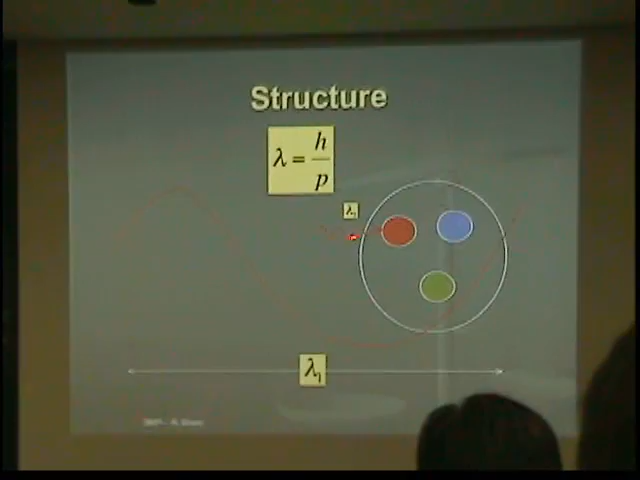 Structure
λ = h/p
λ
λ₁